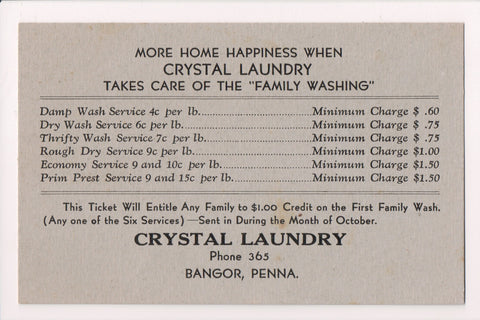 MORE HOME HAPPINESS WHEN
CRYSTAL LAUNDRY
TAKES CARE OF THE "FAMILY WASHING"
Damp Wash Service 4c per lb. Minimum Charge $ .60
Dry Wash Service 6c per lb. Minimum Charge $ .75
Thrifty Wash Service 7c per lb. Minimum Charge $ .75
Rough Dry Service 9c per lb. Minimum Charge $1.00
Economy Service 9 and 10c per lb. Minimum Charge $1.50
Prim Prest Service 9 and 15c per lb. Minimum Charge $1.50
This Ticket Will Entitle Any Family to $1.00 Credit on the First Family Wash.
(Any one of the Six Services) —Sent in During the Month of October.
CRYSTAL LAUNDRY
Phone 365
BANGOR, PENNA.